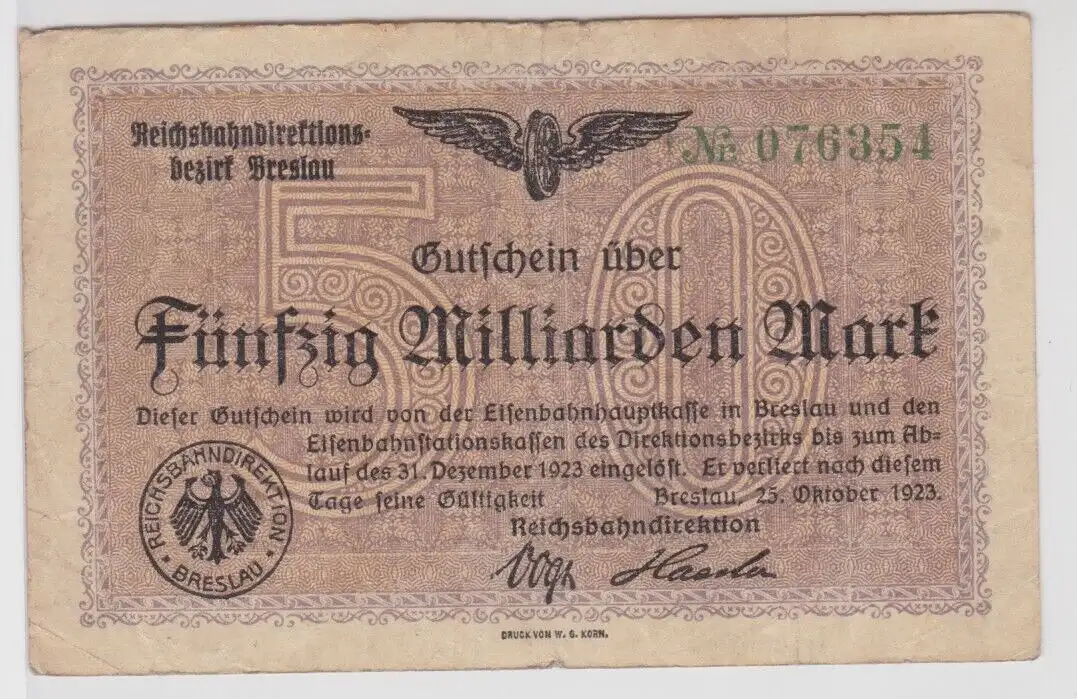 Reichsbahndirektions-
bezirk Breslau
№ 076354
50
Gutschein über
Fünfzig Milliarden Mark
Dieser Gutschein wird von der Eisenbahnhauptkasse in Breslau und den
Eisenbahnstationskassen des Direktionsbezirks bis zum Ab-
lauf des 31. Dezember 1923 eingelöst. Er verliert nach diesem
Tage seine Gültigkeit Breslau, 25. Oktober 1923.
Reichsbahndirektion
REICHSBAHNDIREKTION
* BRESLAU *
DRUCK VON W. G. KORN.